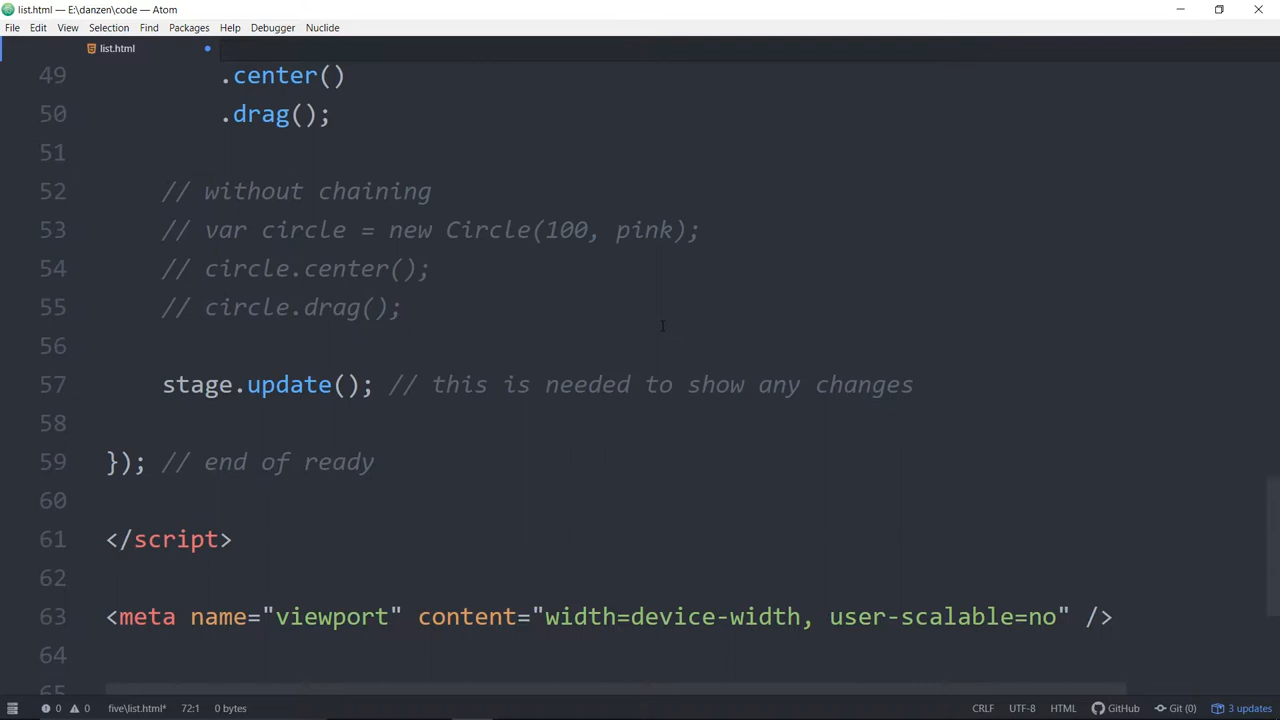 list.html — E:\danzen\code — Atom
File Edit View Selection Find Packages Help Debugger Nuclide
list.html
49 .center()
50 .drag();
51
52 // without chaining
53 // var circle = new Circle(100, pink);
54 // circle.center();
55 // circle.drag();
56
57 stage.update(); // this is needed to show any changes
58
59 }); // end of ready
60
61 </script>
62
63 <meta name="viewport" content="width=device-width, user-scalable=no" />
64
65
0 0 five\list.html* 72:1 0 bytes CRLF UTF-8 HTML GitHub Git (0) 3 updates